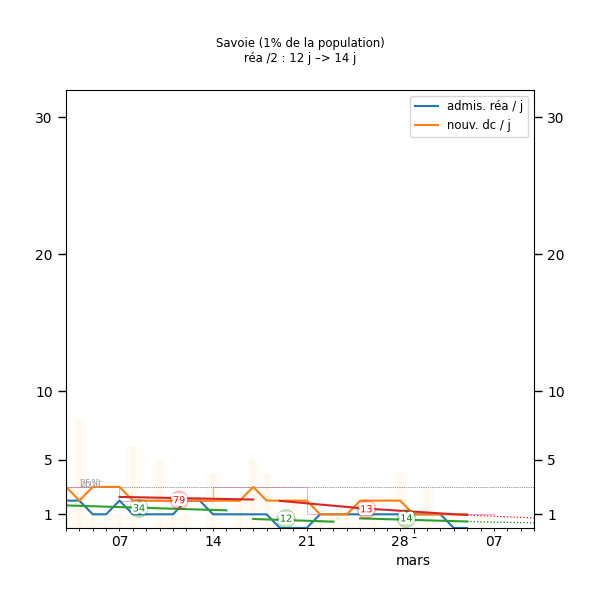 Savoie (1% de la population)
réa /2 : 12 j –> 14 j
admis. réa / j
nouv. dc / j
30 30
20 20
10 10
5 5
1 1
34 79 12 13 14
07 14 21 28 07
mars